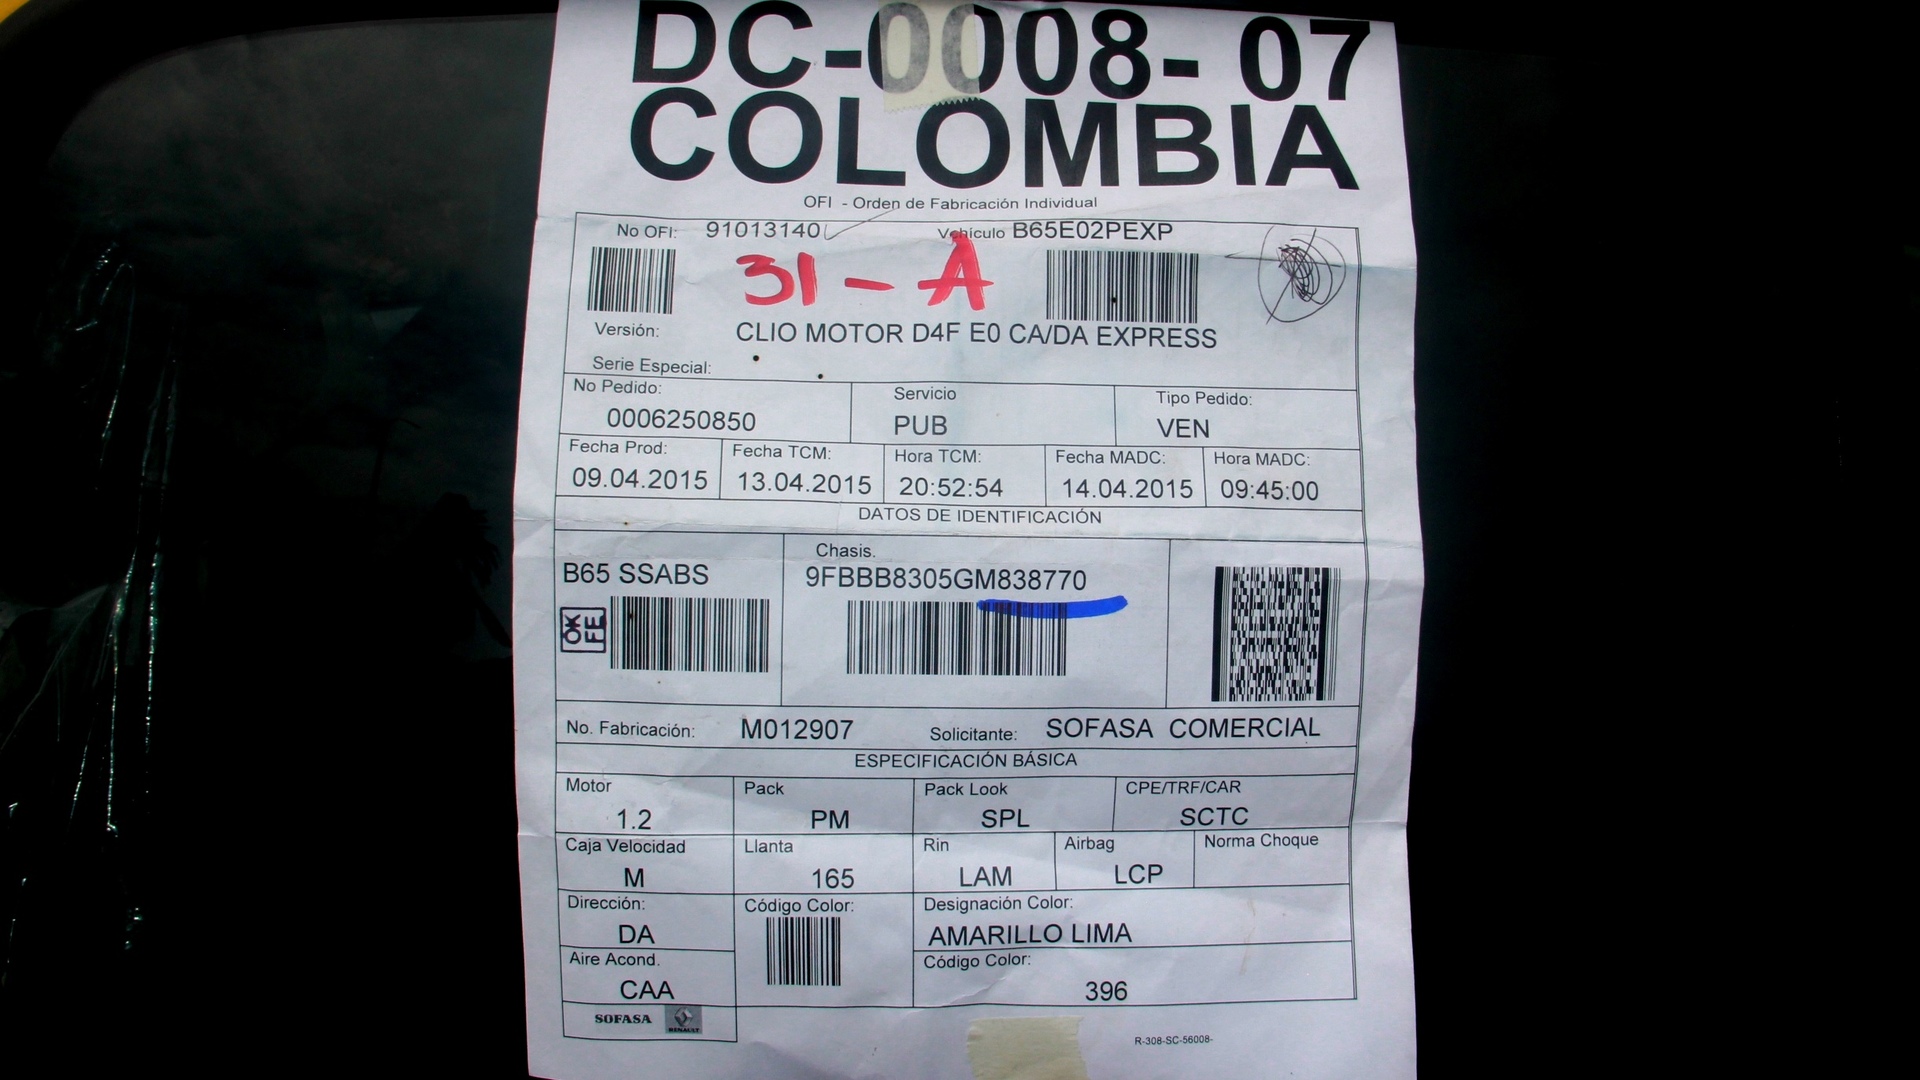 DC-0008- 07
COLOMBIA
OFI - Orden de Fabricación Individual
No OFI: 91013140 Vehículo B65E02PEXP
31 - A
Versión: CLIO MOTOR D4F E0 CA/DA EXPRESS
Serie Especial:
No Pedido: Servicio Tipo Pedido:
0006250850 PUB VEN
Fecha Prod: Fecha TCM: Hora TCM: Fecha MADC: Hora MADC:
09.04.2015 13.04.2015 20:52:54 14.04.2015 09:45:00
DATOS DE IDENTIFICACIÓN
Chasis.
B65 SSABS 9FBBB8305GM838770
OK
FE
No. Fabricación: M012907 Solicitante: SOFASA COMERCIAL
ESPECIFICACIÓN BÁSICA
Motor Pack Pack Look CPE/TRF/CAR
1.2 PM SPL SCTC
Caja Velocidad Llanta Rin Airbag Norma Choque
M 165 LAM LCP
Dirección: Código Color: Designación Color:
DA AMARILLO LIMA
Aire Acond. Código Color:
CAA 396
SOFASA RENAULT
R-308-SC-56008-